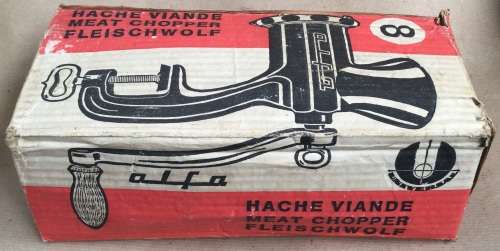 HACHE VIANDE
MEAT CHOPPER
FLEISCHWOLF
alfa
8
alfa
HACHE VIANDE
MEAT CHOPPER
FLEISCHWOLF